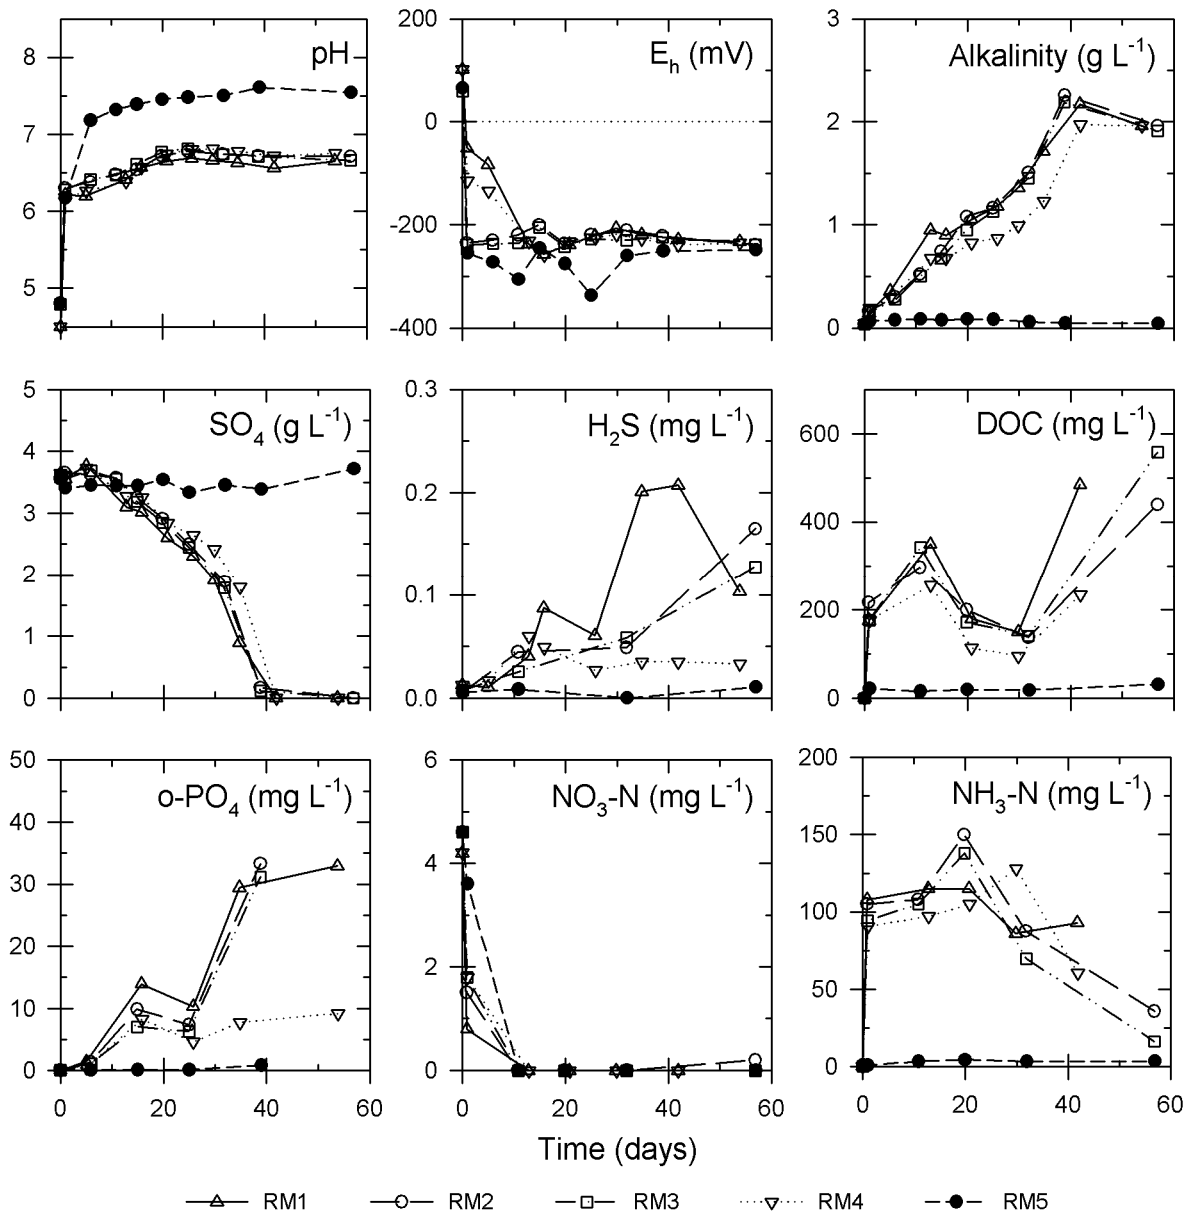 8
7
6
5
pH
200
0
-200
-400
E_h (mV)
3
2
1
0
Alkalinity (g L⁻¹)
5
4
3
2
1
0
SO₄ (g L⁻¹)
0.3
0.2
0.1
0.0
H₂S (mg L⁻¹)
600
400
200
0
DOC (mg L⁻¹)
50
40
30
20
10
0
o-PO₄ (mg L⁻¹)
6
4
2
0
NO₃-N (mg L⁻¹)
200
150
100
50
0
NH₃-N (mg L⁻¹)
0 20 40 60
0 20 40 60
0 20 40 60
Time (days)
RM1 RM2 RM3 RM4 RM5